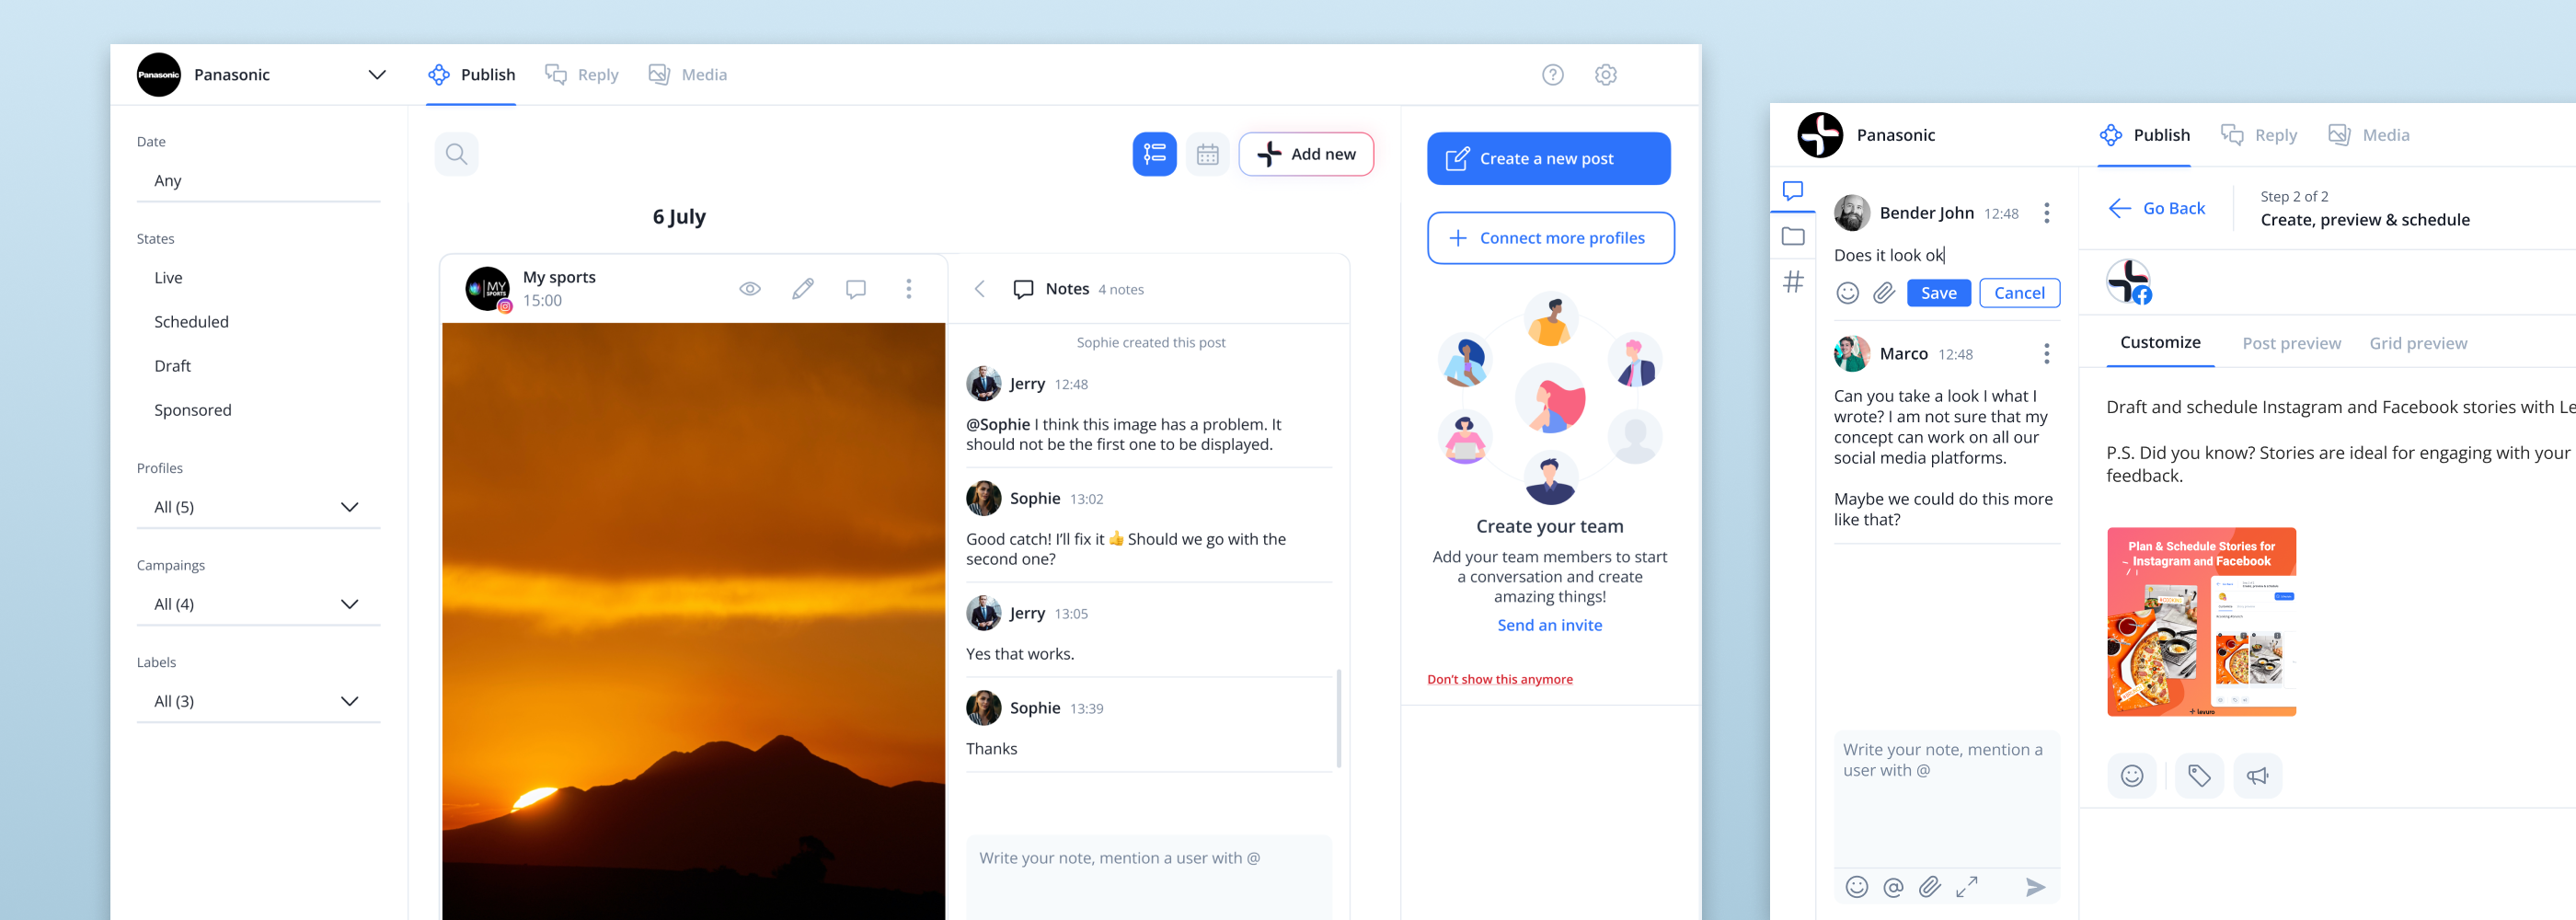 Panasonic
Panasonic
Publish
Reply
Media
Date
Any
States
Live
Scheduled
Draft
Sponsored
Profiles
All (5)
Campaings
All (4)
Labels
All (3)
Add new
6 July
MY
SPORTS
My sports
15:00
Notes 4 notes
Sophie created this post
Jerry 12:48
@Sophie I think this image has a problem. It
should not be the first one to be displayed.
Sophie 13:02
Good catch! I'll fix it 👍 Should we go with the
second one?
Jerry 13:05
Yes that works.
Sophie 13:39
Thanks
Write your note, mention a user with @
Create a new post
Connect more profiles
Create your team
Add your team members to start
a conversation and create
amazing things!
Send an invite
Don't show this anymore
Panasonic
Publish
Reply
Media
Bender John 12:48
Does it look ok
Save
Cancel
Marco 12:48
Can you take a look I what I
wrote? I am not sure that my
concept can work on all our
social media platforms.
Maybe we could do this more
like that?
Write your note, mention a
user with @
Go Back
Step 2 of 2
Create, preview & schedule
Customize
Post preview
Grid preview
Draft and schedule Instagram and Facebook stories with Le
P.S. Did you know? Stories are ideal for engaging with your
feedback.
Plan & Schedule Stories for
Instagram and Facebook
levuro